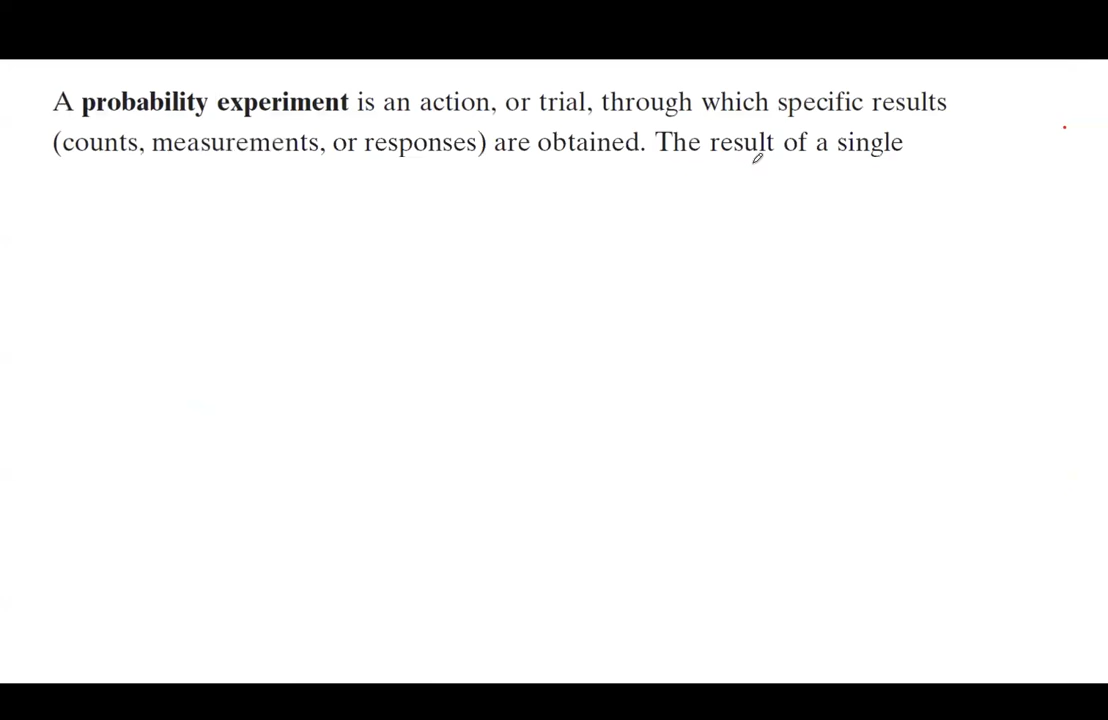 A probability experiment is an action, or trial, through which specific results
(counts, measurements, or responses) are obtained. The result of a single